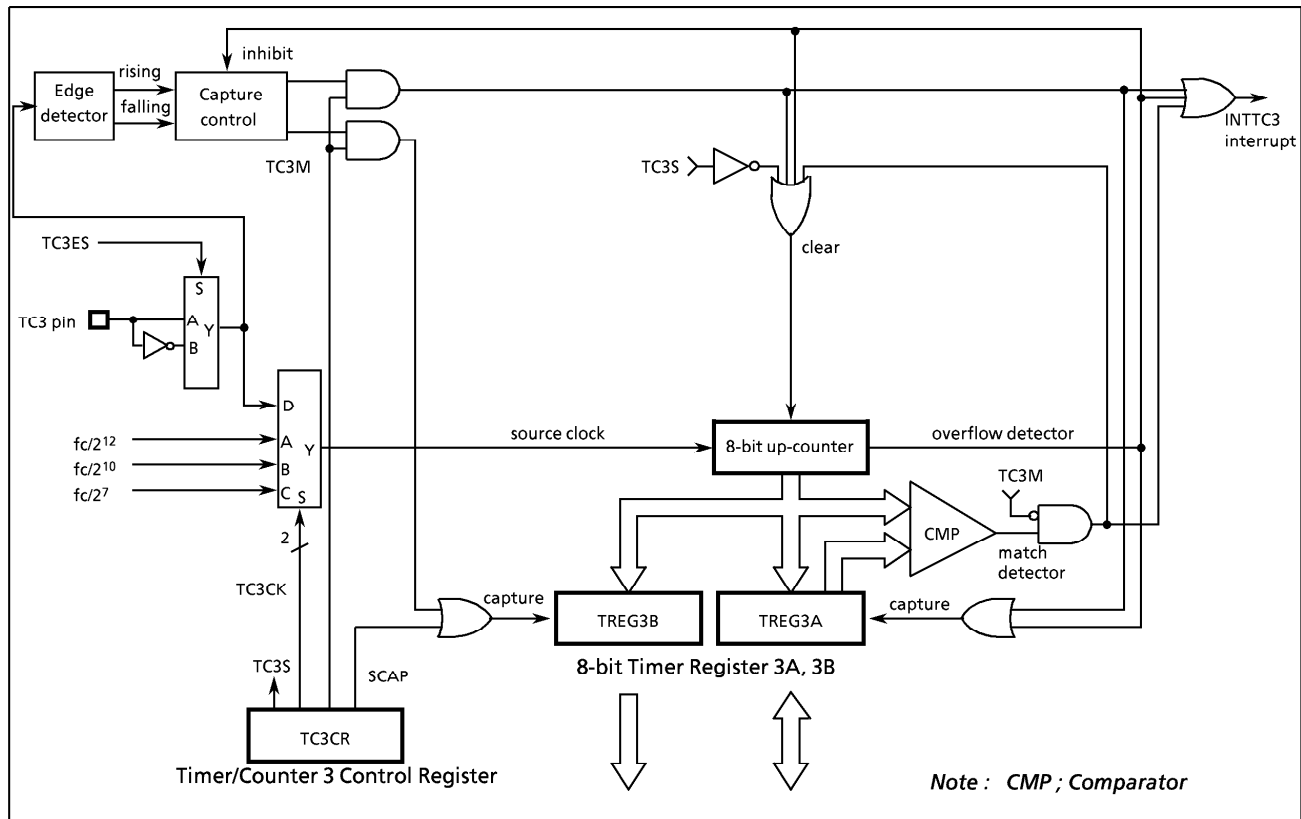 inhibit
rising
Edge
detector
falling
Capture
control
INTTC3
interrupt
TC3M
TC3S
clear
TC3ES
S
TC3 pin
A
Y
B
D
fc/2¹²
A
Y
source clock
8-bit up-counter
overflow detector
fc/2¹⁰
B
fc/2⁷
C
S
TC3M
2
CMP
match
detector
TC3CK
capture
TREG3B
TREG3A
capture
TC3S
SCAP
8-bit Timer Register 3A, 3B
TC3CR
Timer/Counter 3 Control Register
Note : CMP ; Comparator